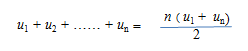 u₁ + u₂ + …… + uₙ = n ( u₁ + uₙ) / 2